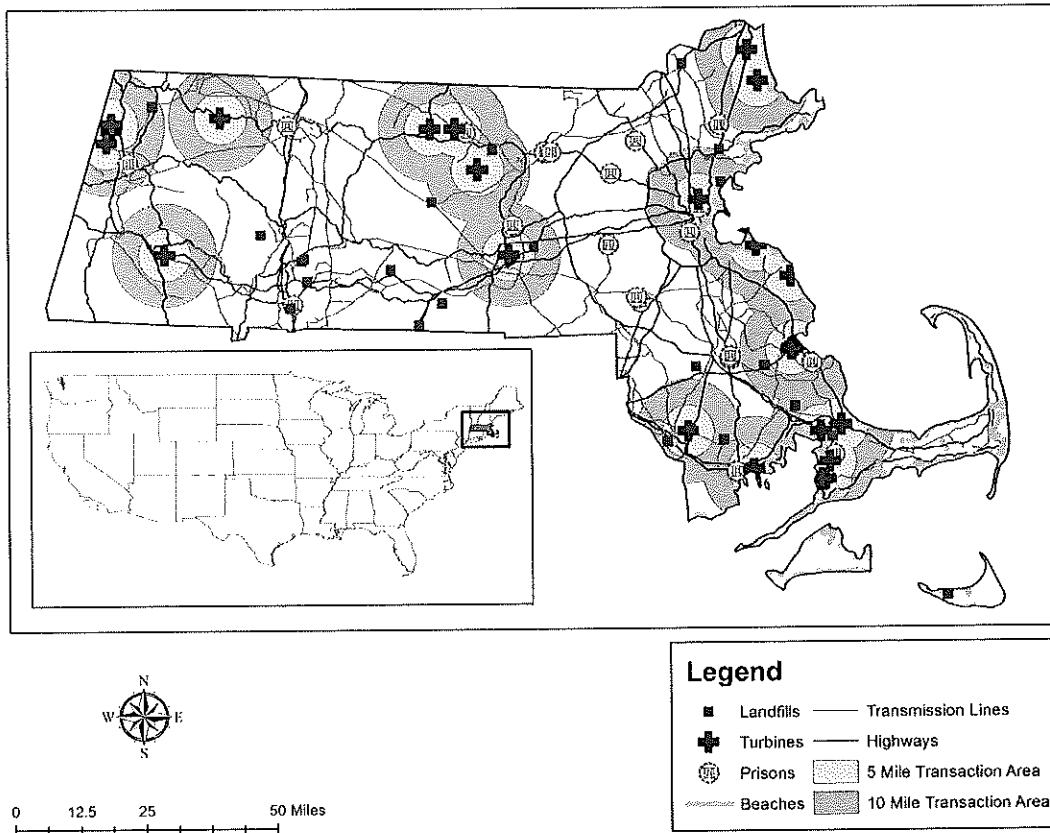 N
W E
S
0 12.5 25 50 Miles
Legend
Landfills Transmission Lines
Turbines Highways
Prisons 5 Mile Transaction Area
Beaches 10 Mile Transaction Area